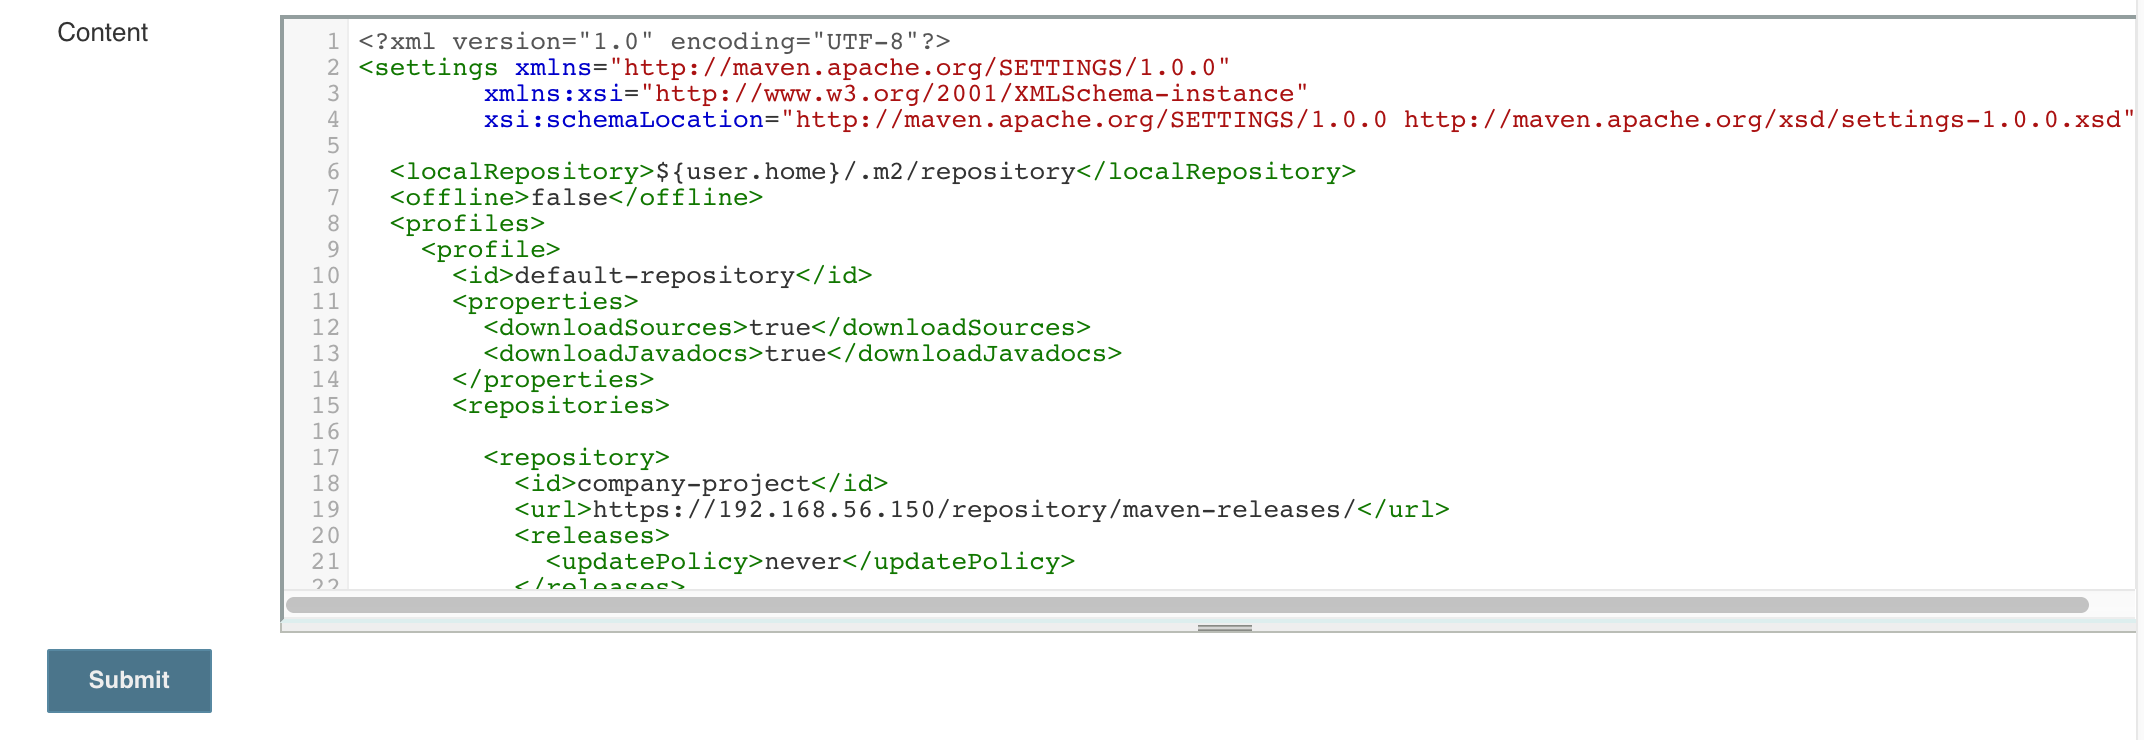 Content
1 <?xml version="1.0" encoding="UTF-8"?>
2 <settings xmlns="http://maven.apache.org/SETTINGS/1.0.0"
3         xmlns:xsi="http://www.w3.org/2001/XMLSchema-instance"
4         xsi:schemaLocation="http://maven.apache.org/SETTINGS/1.0.0 http://maven.apache.org/xsd/settings-1.0.0.xsd"
5
6   <localRepository>${user.home}/.m2/repository</localRepository>
7   <offline>false</offline>
8   <profiles>
9     <profile>
10       <id>default-repository</id>
11       <properties>
12         <downloadSources>true</downloadSources>
13         <downloadJavadocs>true</downloadJavadocs>
14       </properties>
15       <repositories>
16
17         <repository>
18           <id>company-project</id>
19           <url>https://192.168.56.150/repository/maven-releases/</url>
20           <releases>
21             <updatePolicy>never</updatePolicy>
22           </releases>
Submit